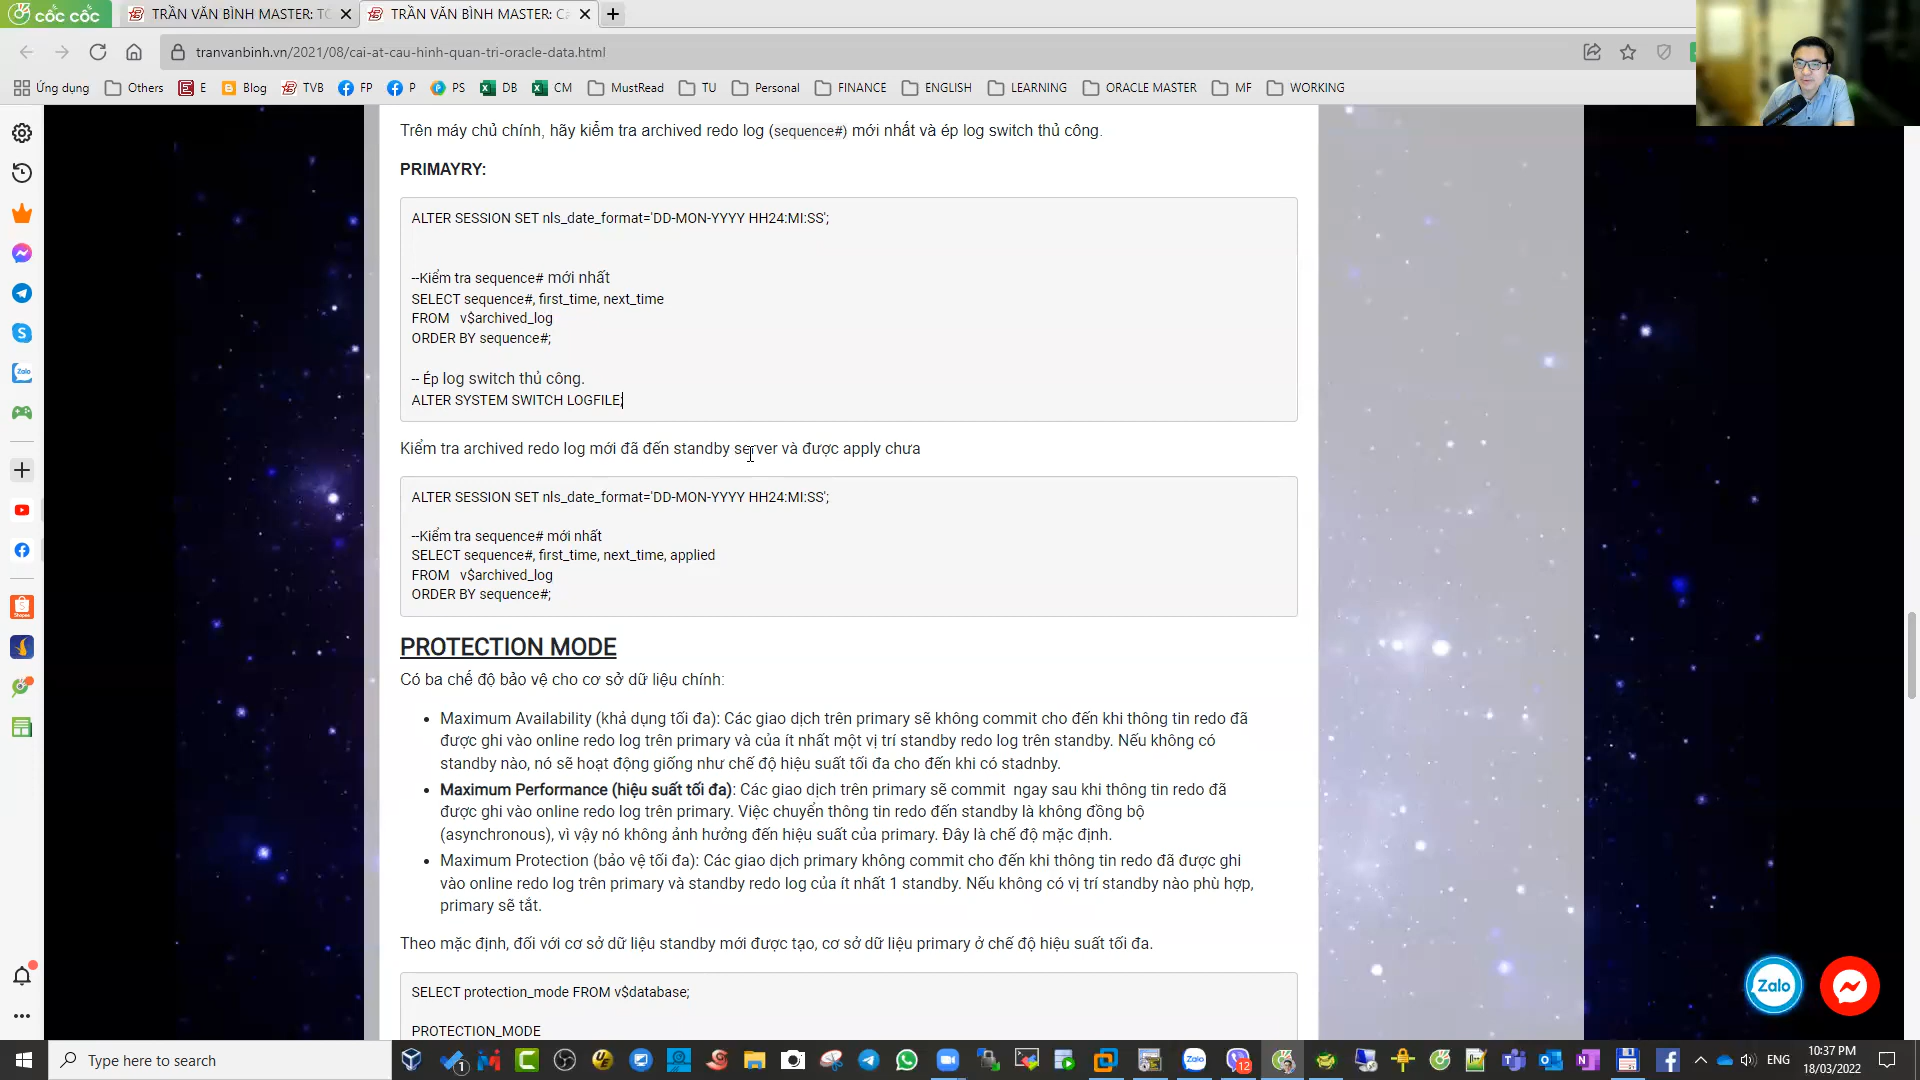 cốc cốc
TRẦN VĂN BÌNH MASTER: TC
TRẦN VĂN BÌNH MASTER: Cà
tranvanbinh.vn/2021/08/cai-at-cau-hinh-quan-tri-oracle-data.html
Ứng dụng Others E Blog TVB FP P PS DB CM MustRead TU Personal FINANCE ENGLISH LEARNING ORACLE MASTER MF WORKING
Trên máy chủ chính, hãy kiểm tra archived redo log (sequence#) mới nhất và ép log switch thủ công.
PRIMAYRY:
ALTER SESSION SET nls_date_format='DD-MON-YYYY HH24:MI:SS';
--Kiểm tra sequence# mới nhất
SELECT sequence#, first_time, next_time
FROM v$archived_log
ORDER BY sequence#;
-- Ép log switch thủ công.
ALTER SYSTEM SWITCH LOGFILE;
Kiểm tra archived redo log mới đã đến standby server và được apply chưa
ALTER SESSION SET nls_date_format='DD-MON-YYYY HH24:MI:SS';
--Kiểm tra sequence# mới nhất
SELECT sequence#, first_time, next_time, applied
FROM v$archived_log
ORDER BY sequence#;
PROTECTION MODE
Có ba chế độ bảo vệ cho cơ sở dữ liệu chính:
• Maximum Availability (khả dụng tối đa): Các giao dịch trên primary sẽ không commit cho đến khi thông tin redo đã
được ghi vào online redo log trên primary và của ít nhất một vị trí standby redo log trên standby. Nếu không có
standby nào, nó sẽ hoạt động giống như chế độ hiệu suất tối đa cho đến khi có stadnby.
• Maximum Performance (hiệu suất tối đa): Các giao dịch trên primary sẽ commit ngay sau khi thông tin redo đã
được ghi vào online redo log trên primary. Việc chuyển thông tin redo đến standby là không đồng bộ
(asynchronous), vì vậy nó không ảnh hưởng đến hiệu suất của primary. Đây là chế độ mặc định.
• Maximum Protection (bảo vệ tối đa): Các giao dịch primary không commit cho đến khi thông tin redo đã được ghi
vào online redo log trên primary và standby redo log của ít nhất 1 standby. Nếu không có vị trí standby nào phù hợp,
primary sẽ tắt.
Theo mặc định, đối với cơ sở dữ liệu standby mới được tạo, cơ sở dữ liệu primary ở chế độ hiệu suất tối đa.
SELECT protection_mode FROM v$database;
PROTECTION_MODE
Zalo
Type here to search
ENG
10:37 PM
18/03/2022